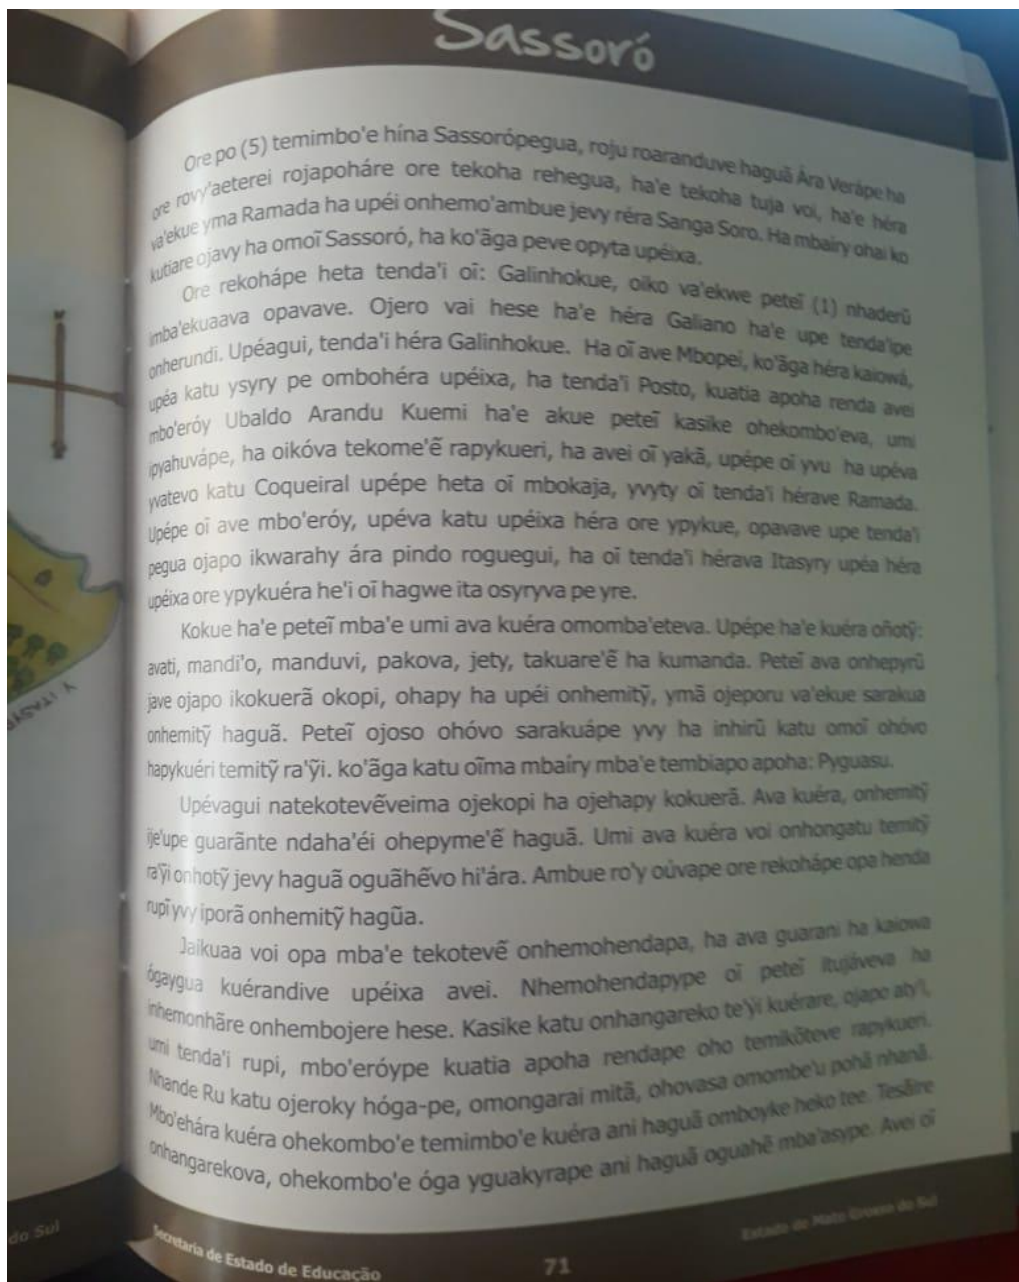 Sassoró
Ore po (5) temimbo'e hína Sassorópegua, roju roaranduve haguã Ára Verápe ha
ore rovy'aeterei rojapoháre ore tekoha rehegua, ha'e tekoha tuja voi, ha'e héra
va'ekue yma Ramada ha upéi onhemo'ambue jevy réra Sanga Soro. Ha mbairy ohai ko
kutiare ojavy ha omoĩ Sassoró, ha ko'ãga peve opyta upéixa.
Ore rekohápe heta tenda'i oĩ: Galinhokue, oiko va'ekwe peteĩ (1) nhaderũ
imba'ekuaava opavave. Ojero vai hese ha'e héra Galiano ha'e upe tenda'ipe
onherundi. Upéagui, tenda'i héra Galinhokue. Ha oĩ ave Mbopei, ko'ãga héra kaiowá,
upéa katu ysyry pe ombohéra upéixa, ha tenda'i Posto, kuatia apoha renda avei
mbo'eróy Ubaldo Arandu Kuemi ha'e akue peteĩ kasike ohekombo'eva, umi
ipyahuvápe, ha oikóva tekome'ẽ rapykueri, ha avei oĩ yakã, upépe oĩ yvu ha upéva
yvatevo katu Coqueiral upépe heta oĩ mbokaja, yvyty oĩ tenda'i hérave Ramada.
Upépe oĩ ave mbo'eróy, upéva katu upéixa héra ore ypykue, opavave upe tenda'i
pegua ojapo ikwarahy ára pindo roguegui, ha oĩ tenda'i hérava Itasyry upéa héra
upéixa ore ypykuéra he'i oĩ hagwe ita osyryva pe yre.
Kokue ha'e peteĩ mba'e umi ava kuéra omomba'eteva. Upépe ha'e kuéra oñotỹ:
avati, mandi'o, manduvi, pakova, jety, takuare'ẽ ha kumanda. Peteĩ ava onhepyrũ
jave ojapo ikokuerã okopi, ohapy ha upéi onhemitỹ, ymã ojeporu va'ekue sarakua
onhemitỹ haguã. Peteĩ ojoso ohóvo sarakuápe yvy ha inhirũ katu omoĩ ohóvo
hapykuéri temitỹ ra'ỹi. ko'ãga katu oĩma mbaíry mba'e tembiapo apoha: Pyguasu.
Upévagui natekotevẽveima ojekopi ha ojehapy kokuerã. Ava kuéra, onhemitỹ
ije'upe guarãnte ndaha'éi ohepyme'ẽ haguã. Umi ava kuéra voi onhongatu temitỹ
ra'ỹi onhotỹ jevy haguã oguãhẽvo hi'ára. Ambue ro'y oúvape ore rekohápe opa henda
rupĩ yvy iporã onhemitỹ hagũa.
Jaikuaa voi opa mba'e tekotevẽ onhemohendapa, ha ava guarani ha kaiowa
ógaygua kuérandive upéixa avei. Nhemohendapype oĩ peteĩ itujáveva ha
inhemonhãre onhembojere hese. Kasike katu onhangareko te'ỹi kuérare, ojapo aty'i,
umi tenda'i rupi, mbo'eróype kuatia apoha rendape oho temikõteve rapykueri.
Nhande Ru katu ojeroky hóga-pe, omongarai mitã, ohovasa omombe'u pohã nhanã.
Mbo'ehára kuéra ohekombo'e temimbo'e kuéra ani haguã omboyke heko tee. Tesãire
onhangarekova, ohekombo'e óga yguakyrape ani haguã oguahẽ mba'asype. Avei oĩ
do Sul
Secretaria de Estado de Educação
71
Estado de Mato Grosso do Sul
Y ITASY